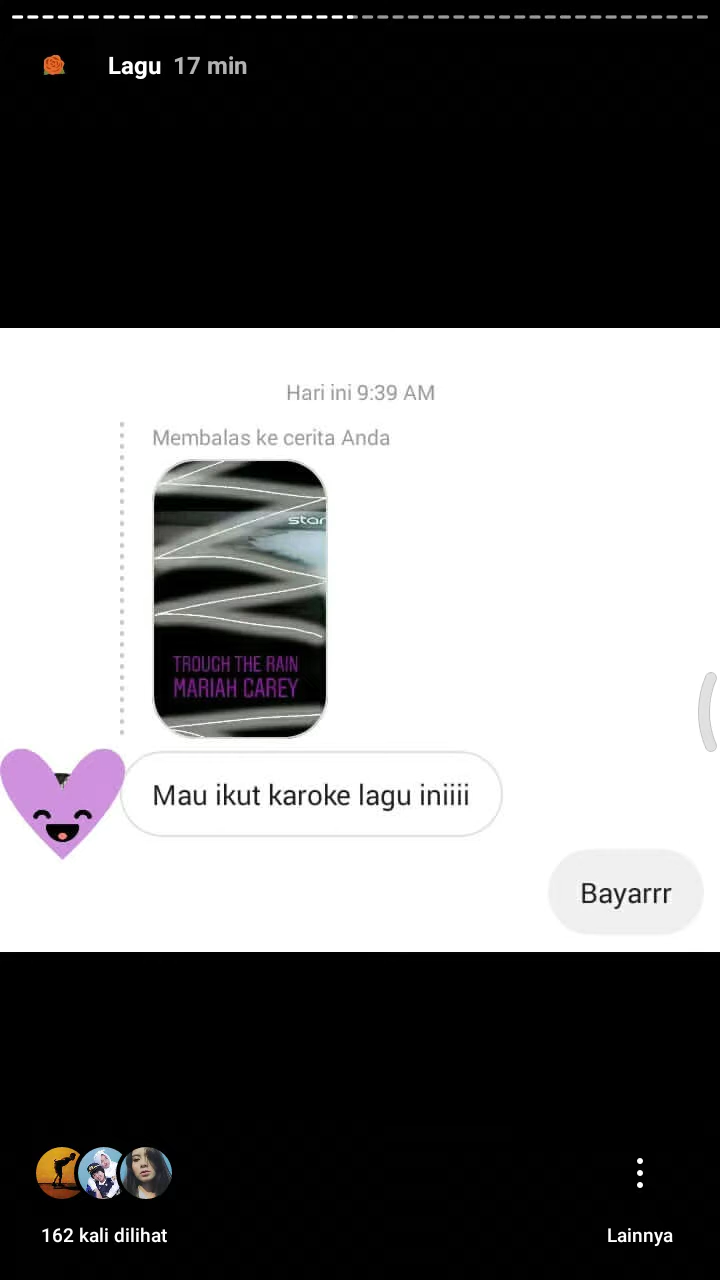 Lagu 17 min
Hari ini 9:39 AM
Membalas ke cerita Anda
star
TROUGH THE RAIN
MARIAH CAREY
Mau ikut karoke lagu iniiii
Bayarrr
162 kali dilihat
Lainnya